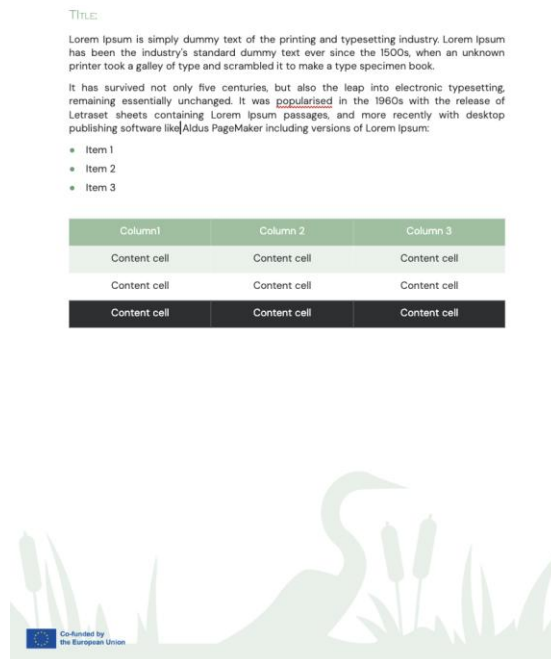 Title
Lorem Ipsum is simply dummy text of the printing and typesetting industry. Lorem Ipsum
has been the industry's standard dummy text ever since the 1500s, when an unknown
printer took a galley of type and scrambled it to make a type specimen book.
It has survived not only five centuries, but also the leap into electronic typesetting,
remaining essentially unchanged. It was popularised in the 1960s with the release of
Letraset sheets containing Lorem Ipsum passages, and more recently with desktop
publishing software like Aldus PageMaker including versions of Lorem Ipsum:
• Item 1
• Item 2
• Item 3
Column1 Column 2 Column 3
Content cell Content cell Content cell
Content cell Content cell Content cell
Content cell Content cell Content cell
Co-funded by
the European Union